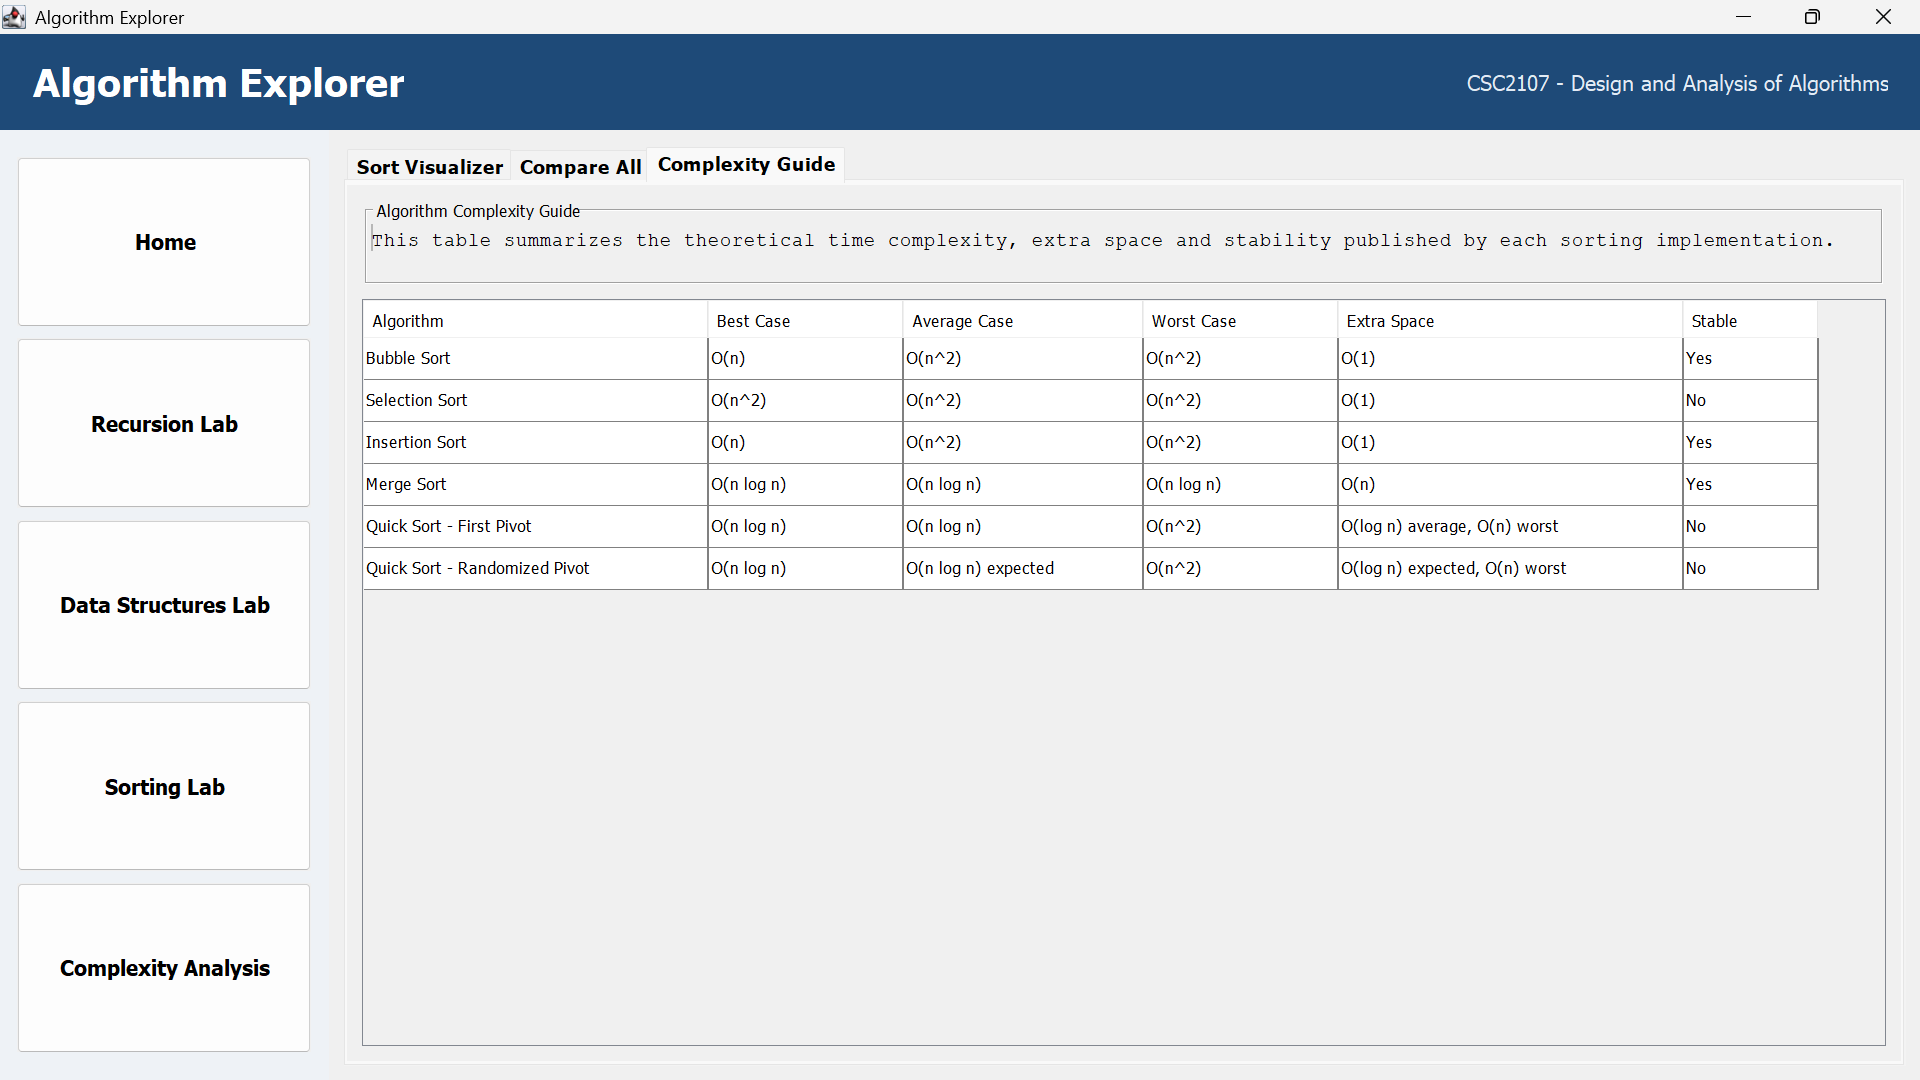 Algorithm Explorer
Algorithm Explorer
CSC2107 - Design and Analysis of Algorithms
Home
Recursion Lab
Data Structures Lab
Sorting Lab
Complexity Analysis
Sort Visualizer Compare All Complexity Guide
Algorithm Complexity Guide
This table summarizes the theoretical time complexity, extra space and stability published by each sorting implementation.
Algorithm Best Case Average Case Worst Case Extra Space Stable
Bubble Sort O(n) O(n^2) O(n^2) O(1) Yes
Selection Sort O(n^2) O(n^2) O(n^2) O(1) No
Insertion Sort O(n) O(n^2) O(n^2) O(1) Yes
Merge Sort O(n log n) O(n log n) O(n log n) O(n) Yes
Quick Sort - First Pivot O(n log n) O(n log n) O(n^2) O(log n) average, O(n) worst No
Quick Sort - Randomized Pivot O(n log n) O(n log n) expected O(n^2) O(log n) expected, O(n) worst No